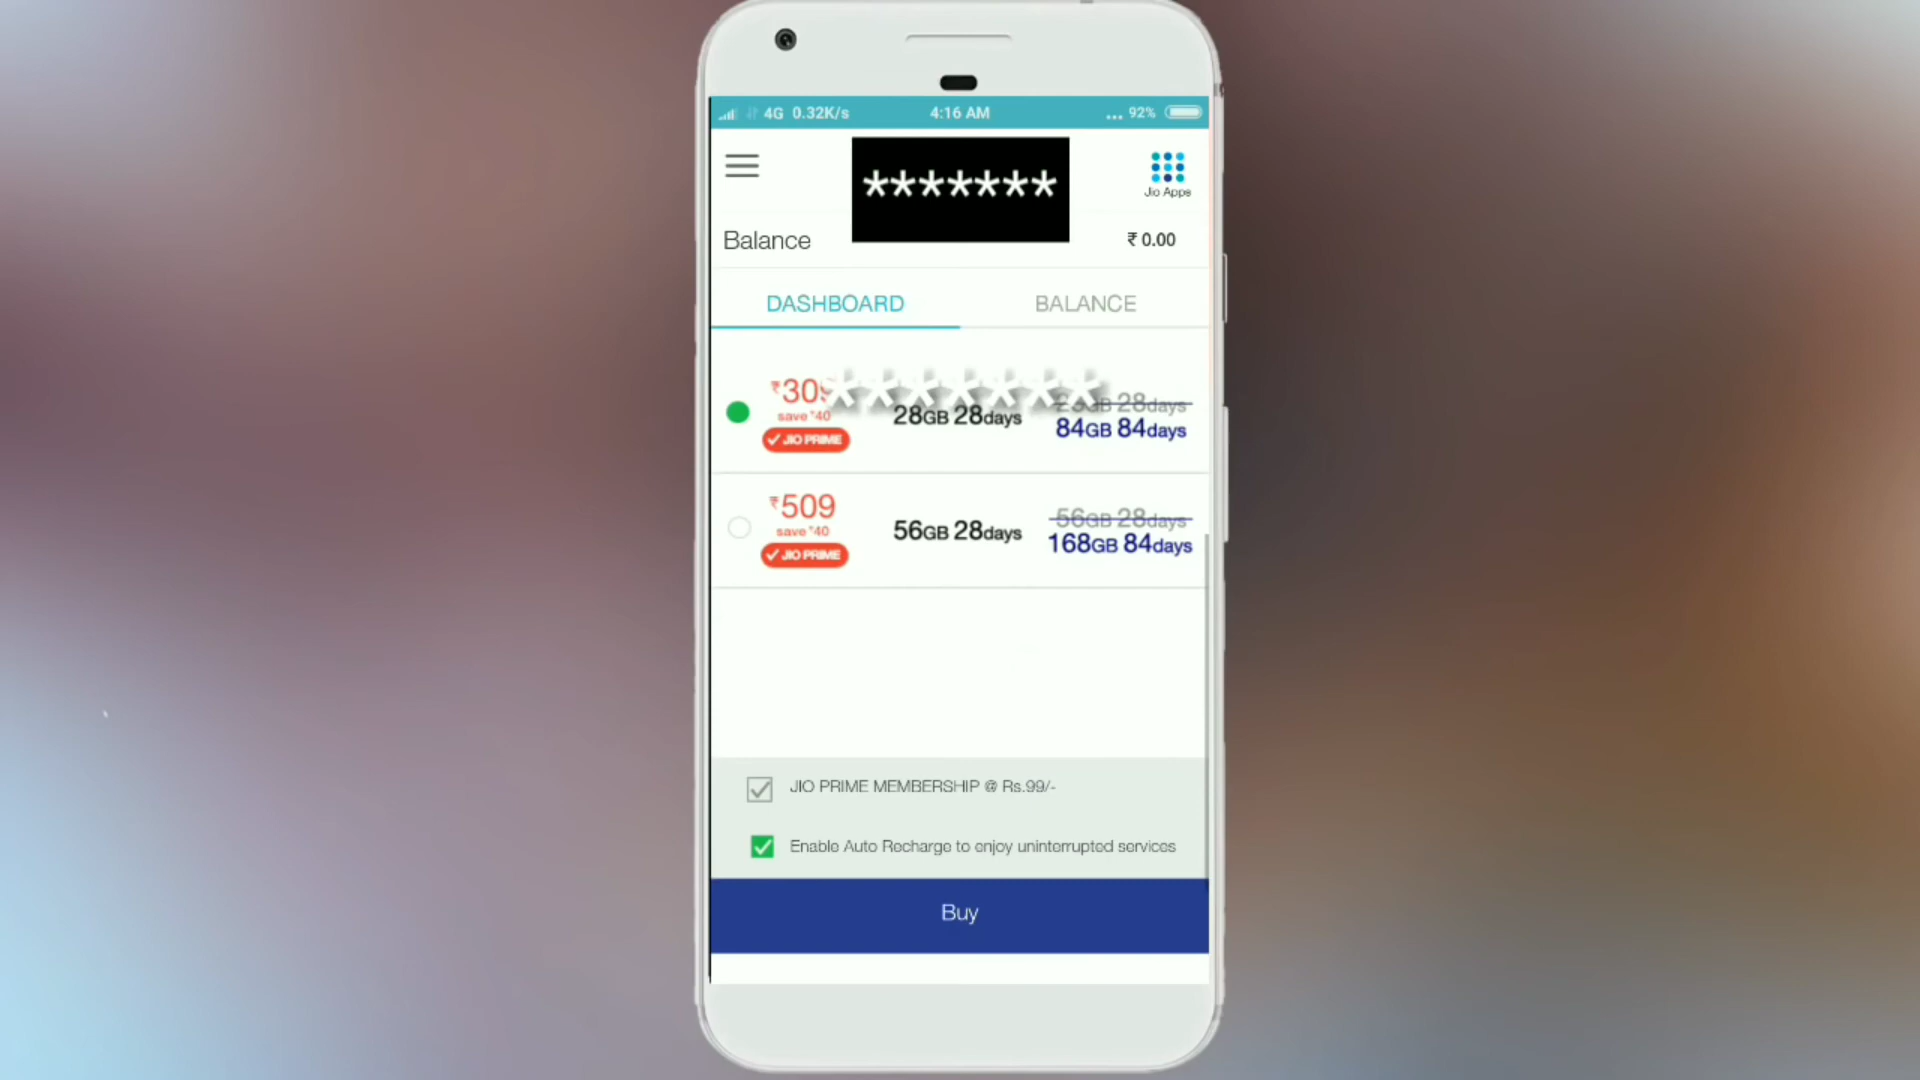 4G 0.32K/s 4:16 AM ... 92%
*******
Jio Apps
Balance ₹ 0.00
DASHBOARD BALANCE
*******
₹309 28GB 28days 28days
save ₹40 84GB 84days
✓ JIO PRIME
₹509 56GB 28days 56GB 28days
save ₹40 168GB 84days
✓ JIO PRIME
JIO PRIME MEMBERSHIP @ Rs.99/-
Enable Auto Recharge to enjoy uninterrupted services
Buy